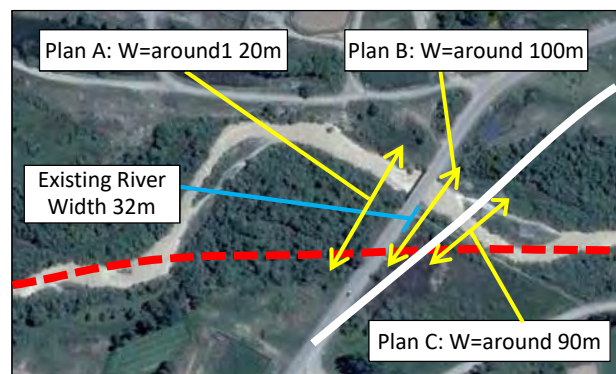 Plan A: W=around1 20m
Plan B: W=around 100m
Existing River
Width 32m
Plan C: W=around 90m